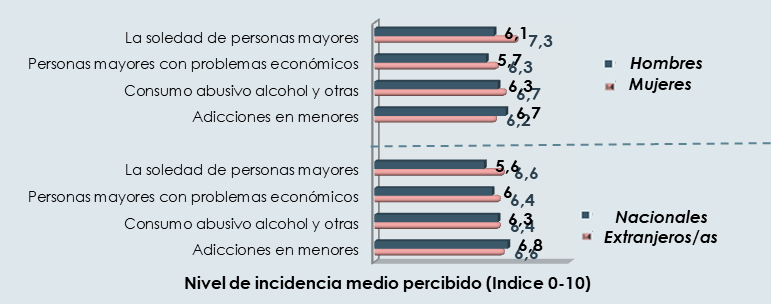 La soledad de personas mayores 6,1 7,3
Personas mayores con problemas económicos 5,7 6,3
Hombres
Consumo abusivo alcohol y otras 6,3 6,7
Mujeres
Adicciones en menores 6,7 6,2
La soledad de personas mayores 5,6 6,6
Personas mayores con problemas económicos 6 6,4
Nacionales
Consumo abusivo alcohol y otras 6,3 6,4
Extranjeros/as
Adicciones en menores 6,8 6,6
Nivel de incidencia medio percibido (Indice 0-10)